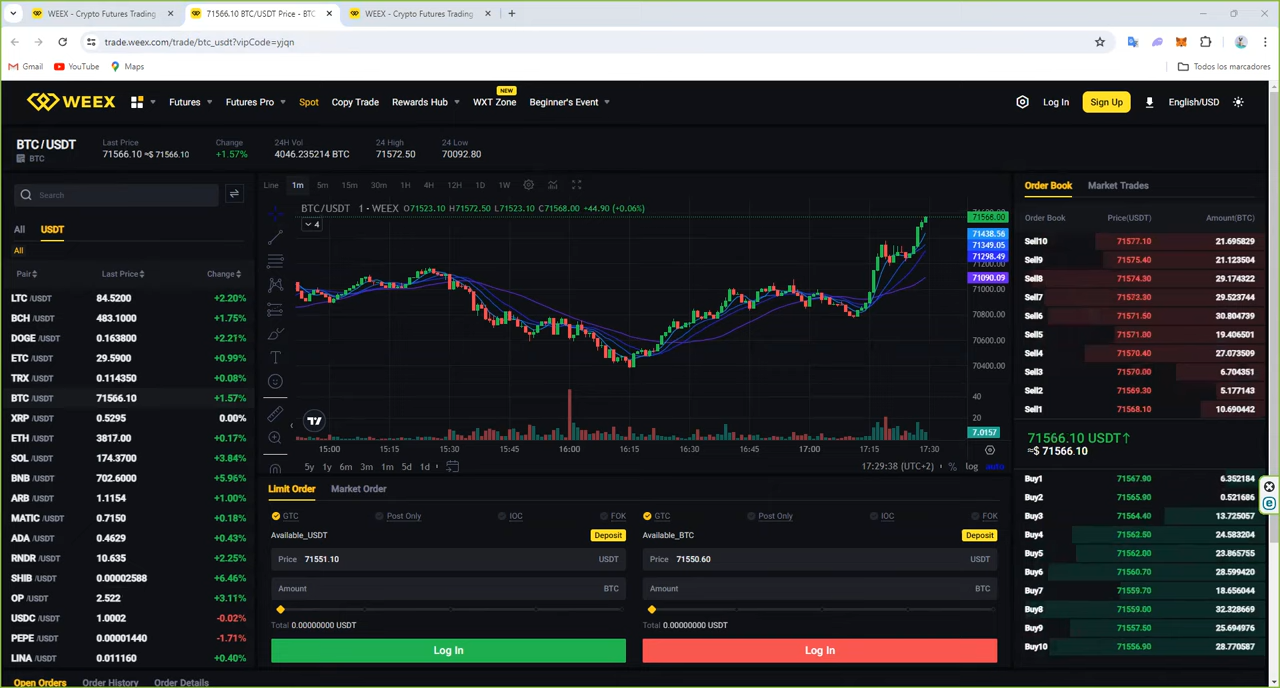 WEEX - Crypto Futures Trading
71566.10 BTC/USDT Price - BTC
WEEX - Crypto Futures Trading
trade.weex.com/trade/btc_usdt?vipCode=yjqn
Gmail YouTube Maps Todos los marcadores
WEEX Futures Futures Pro Spot Copy Trade Rewards Hub WXT Zone NEW Beginner's Event Log In Sign Up English/USD
BTC/USDT
BTC
Last Price
71566.10 ≈$ 71566.10
Change
+1.57%
24H Vol
4046.235214 BTC
24 High
71572.50
24 Low
70092.80
Search
All USDT
All
Pair Last Price Change
LTC /USDT 84.5200 +2.20%
BCH /USDT 483.1000 +1.75%
DOGE /USDT 0.163800 +2.21%
ETC /USDT 29.5900 +0.99%
TRX /USDT 0.114350 +0.08%
BTC /USDT 71566.10 +1.57%
XRP /USDT 0.5295 0.00%
ETH /USDT 3817.00 +0.17%
SOL /USDT 174.3700 +3.84%
BNB /USDT 702.6000 +5.96%
ARB /USDT 1.1154 +1.00%
MATIC /USDT 0.7150 +0.18%
ADA /USDT 0.4629 +0.43%
RNDR /USDT 10.635 +2.25%
SHIB /USDT 0.00002588 +6.46%
OP /USDT 2.522 +3.11%
USDC /USDT 1.0002 -0.02%
PEPE /USDT 0.00001440 -1.71%
LINA /USDT 0.011160 +0.40%
Line 1m 5m 15m 30m 1H 4H 12H 1D 1W
BTC/USDT · 1 · WEEX O71523.10 H71572.50 L71523.10 C71568.00 +44.90 (+0.06%)
4
71568.00
71438.56
71349.05
71298.49
71200.00
71090.09
71000.00
70800.00
70600.00
70400.00
40
20
7.0157
15:00 15:15 15:30 15:45 16:00 16:15 16:30 16:45 17:00 17:15 17:30
5y 1y 6m 3m 1m 5d 1d 17:29:38 (UTC+2) % log auto
Limit Order Market Order
GTC Post Only IOC FOK
Available_USDT Deposit
Price 71551.10 USDT
Amount BTC
Total 0.00000000 USDT
Log In
GTC Post Only IOC FOK
Available_BTC Deposit
Price 71550.60 USDT
Amount BTC
Total 0.00000000 USDT
Log In
Order Book Market Trades
Order Book Price(USDT) Amount(BTC)
Sell10 71577.10 21.695829
Sell9 71575.40 21.123504
Sell8 71574.30 29.174322
Sell7 71573.30 29.523744
Sell6 71571.50 30.804739
Sell5 71571.00 19.406501
Sell4 71570.40 27.073509
Sell3 71570.00 6.704351
Sell2 71569.30 5.177143
Sell1 71568.10 10.690442
71566.10 USDT↑
≈$ 71566.10
Buy1 71567.90 6.352184
Buy2 71565.90 0.521686
Buy3 71564.40 13.725057
Buy4 71562.50 24.583204
Buy5 71562.00 23.865755
Buy6 71560.70 28.599420
Buy7 71559.70 18.656044
Buy8 71559.00 32.328669
Buy9 71557.50 25.694976
Buy10 71556.90 28.770587
Open Orders Order History Order Details